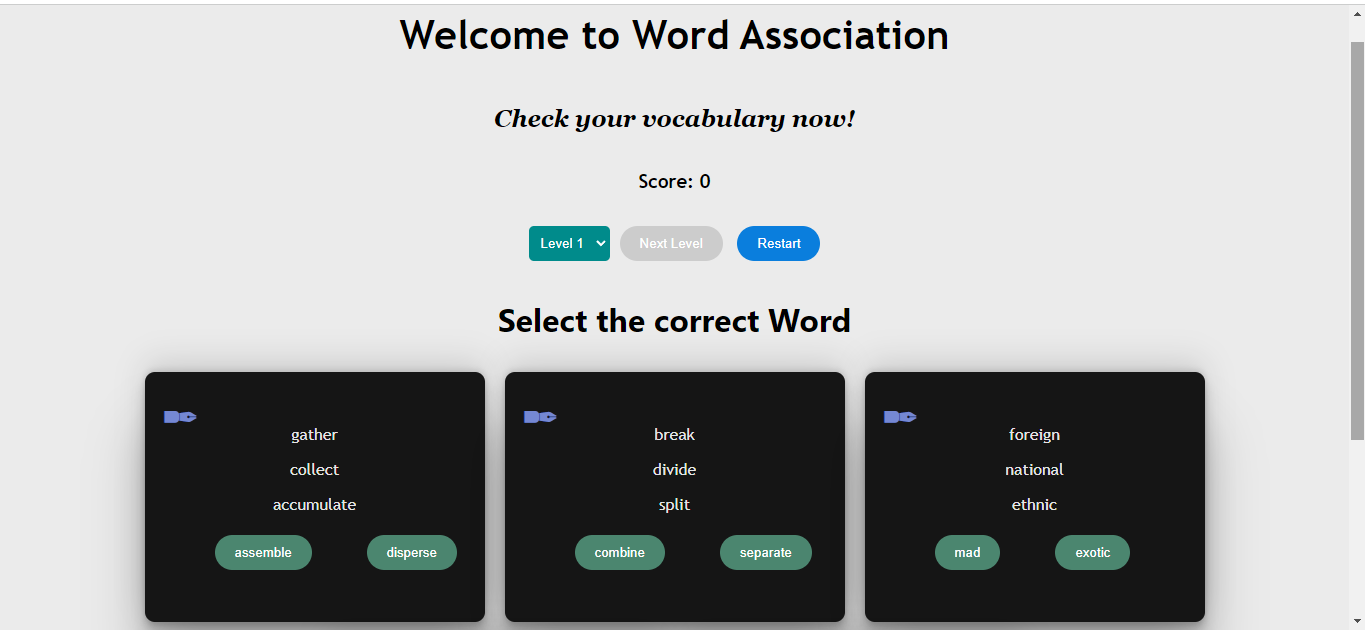 Welcome to Word Association
Check your vocabulary now!
Score: 0
Level 1 Next Level Restart
Select the correct Word
gather
collect
accumulate
assemble disperse
break
divide
split
combine separate
foreign
national
ethnic
mad exotic